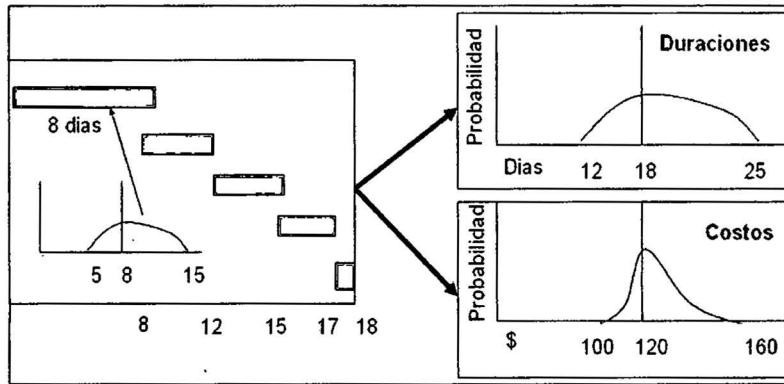 8 dias
5 8 15
8 12 15 17 18
Probabilidad
Duraciones
Dias 12 18 25
Probabilidad
Costos
$ 100 120 160